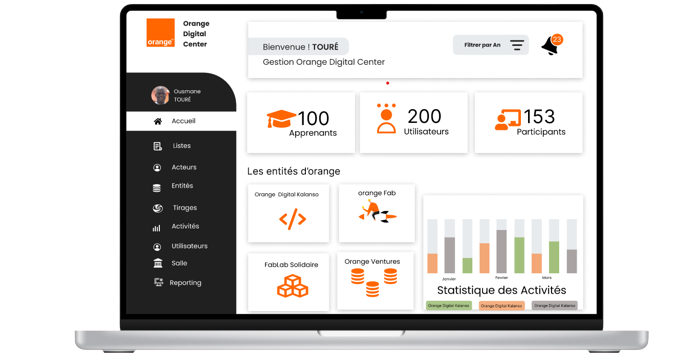 orange
Orange
Digital
Center
Bienvenue ! TOURÉ
Filtrer par An
23
Gestion Orange Digital Center
Ousmane
TOURÉ
Accueil
Listes
Acteurs
Entités
Tirages
Activités
Utilisateurs
Salle
Reporting
100
Apprenants
200
Utilisateurs
153
Participants
Les entités d'orange
Orange Digital Kalanso
orange Fab
FabLab Solidaire
Orange Ventures
Janvier
Fevrier
Mars
Statistique des Activités
Orange Digital Kalanso
Orange Digital Kalanso
Orange Digital Kalanso